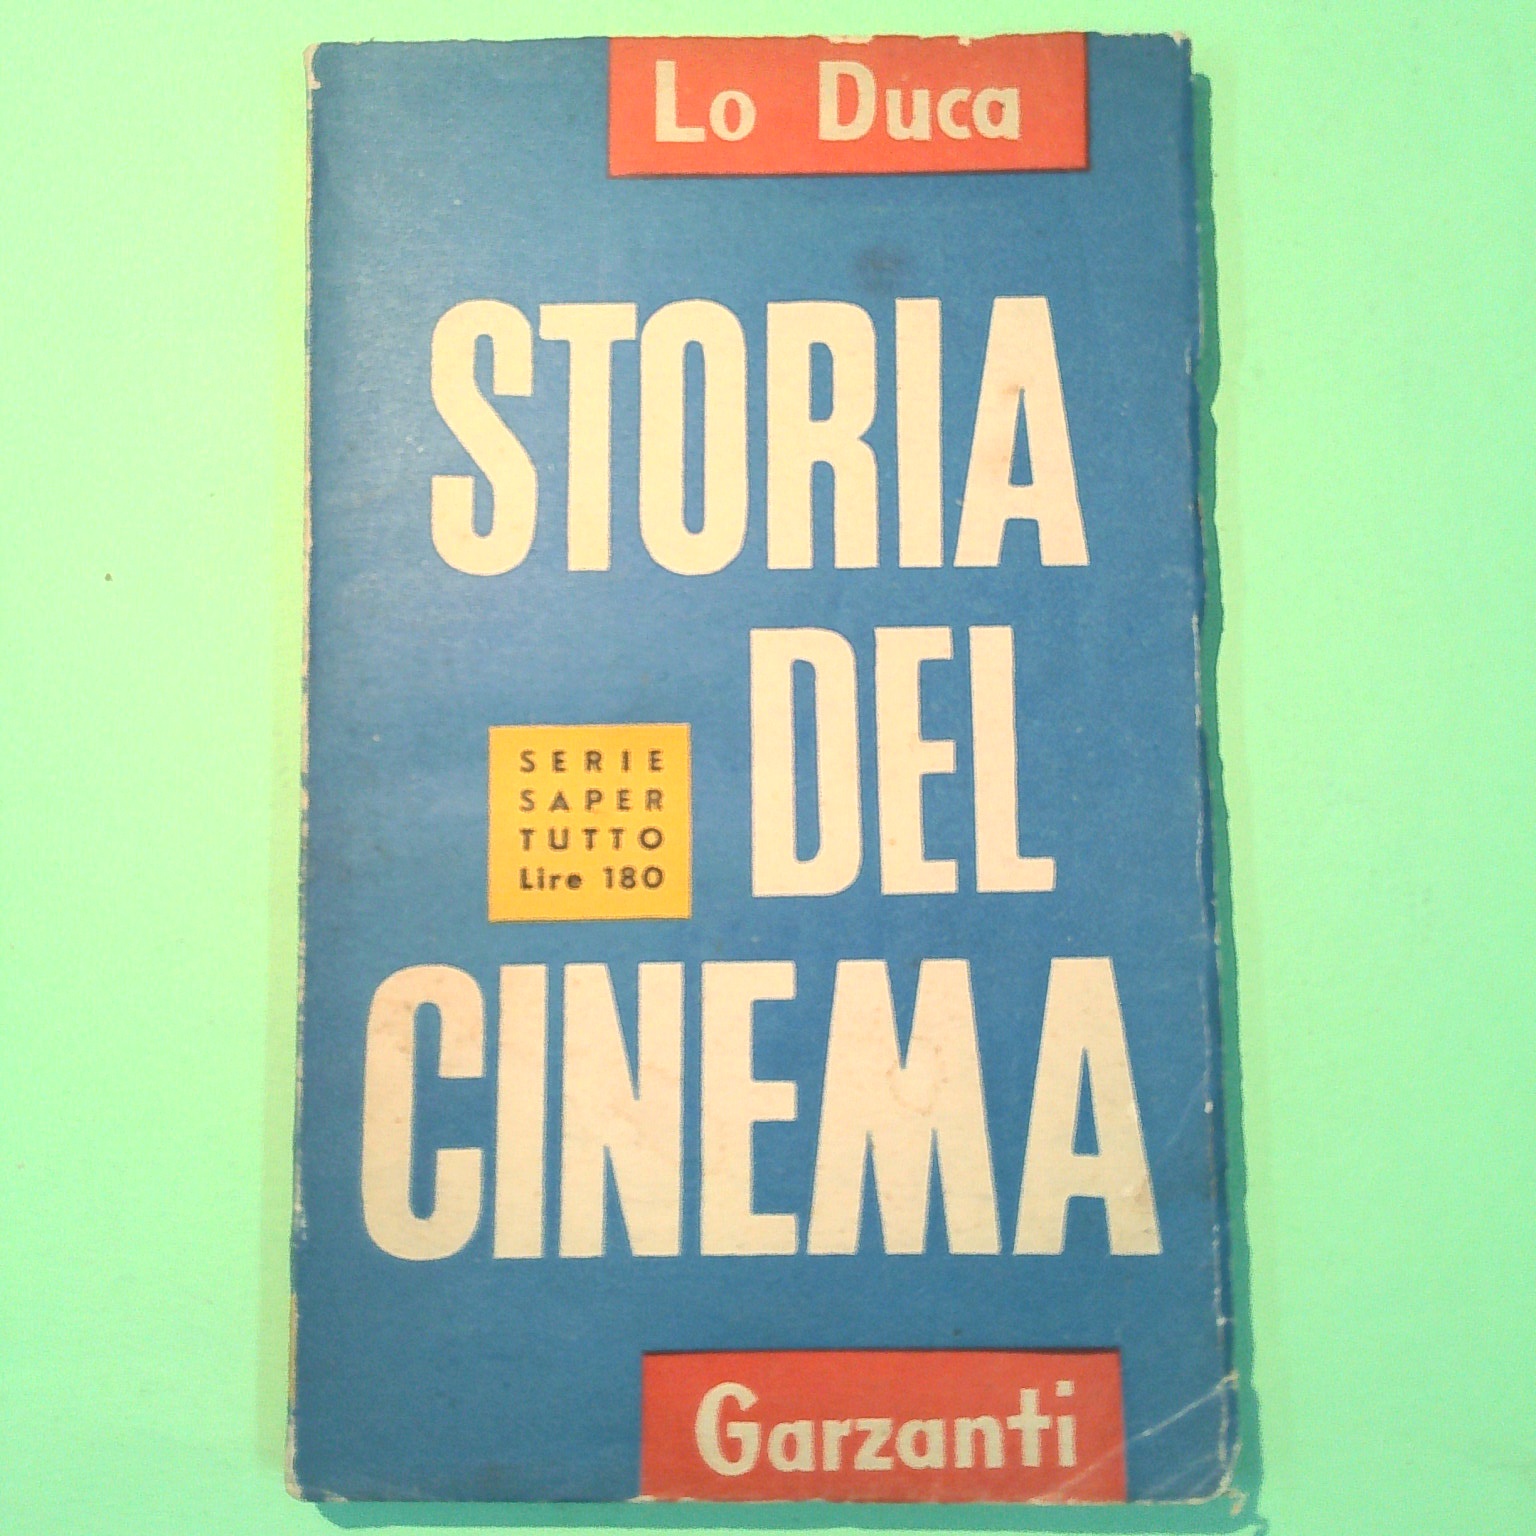 Lo Duca
STORIA
DEL
SERIE
SAPER
TUTTO
Lire 180
CINEMA
Garzanti